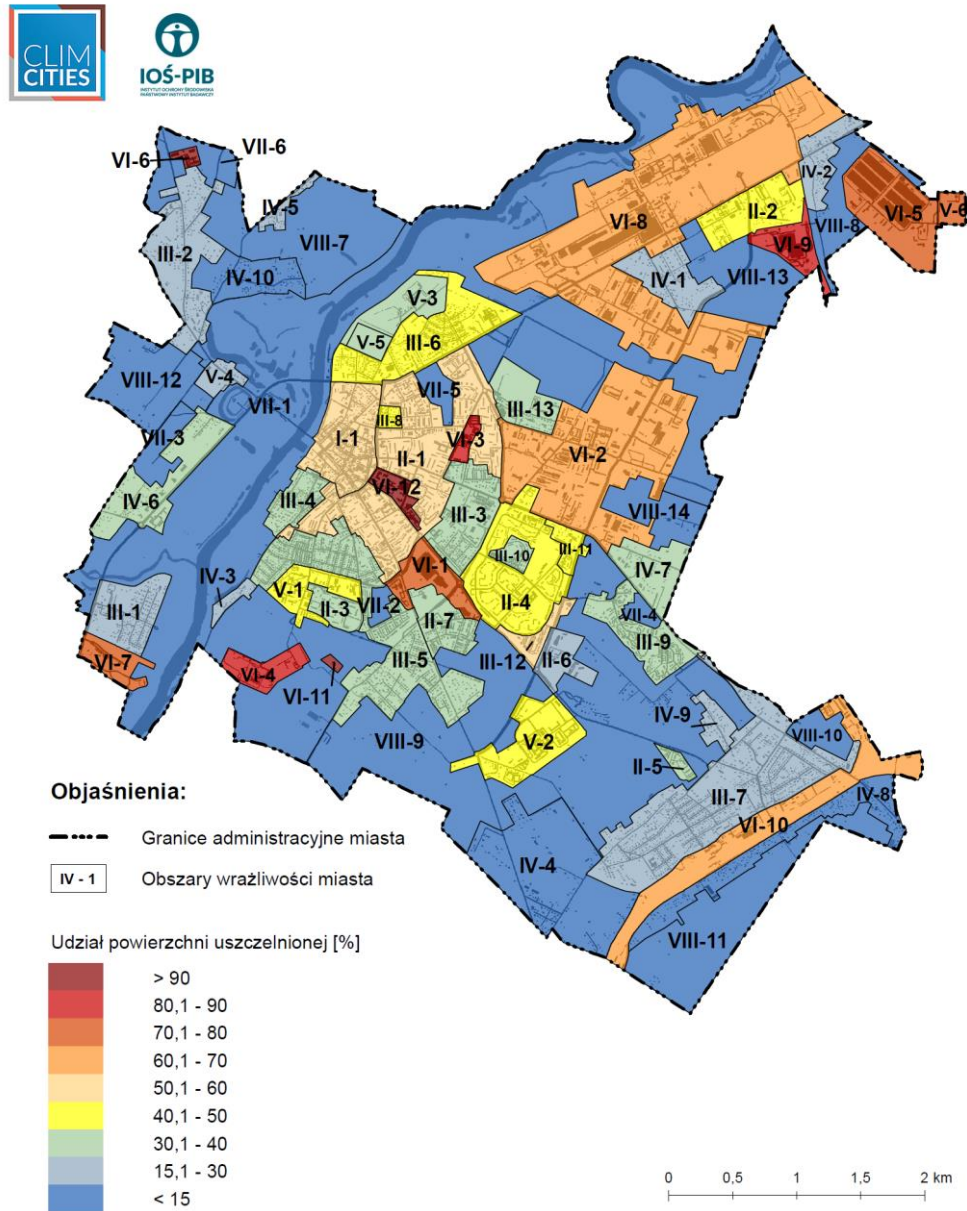 CLIM
CITIES
IOŚ-PIB
INSTYTUT OCHRONY ŚRODOWISKA
PAŃSTWOWY INSTYTUT BADAWCZY
VI-6
VII-6
IV-5
III-2
VIII-7
IV-10
IV-2
VI-8
II-2
VI-5
V-6
VIII-8
VI-9
IV-1
VIII-13
V-3
V-5
III-6
VIII-12
V-4
VII-1
VII-5
VII-3
III-8
III-13
I-1
VI-3
II-1
VI-2
IV-6
VI-12
III-4
III-3
VIII-14
III-10
III-11
IV-3
VI-1
IV-7
V-1
II-4
III-1
II-3
VII-2
II-7
VII-4
III-9
VI-7
III-5
III-12
II-6
VI-4
VI-11
IV-9
V-2
VIII-9
VIII-10
II-5
III-7
IV-8
VI-10
IV-4
VIII-11
Objaśnienia:
Granice administracyjne miasta
IV - 1
Obszary wrażliwości miasta
Udział powierzchni uszczelnionej [%]
> 90
80,1 - 90
70,1 - 80
60,1 - 70
50,1 - 60
40,1 - 50
30,1 - 40
15,1 - 30
< 15
0 0,5 1 1,5 2 km